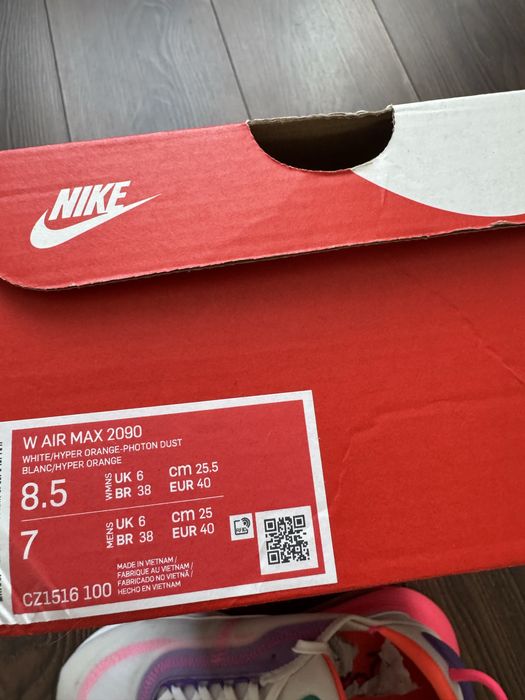 NIKE
W AIR MAX 2090
WHITE/HYPER ORANGE-PHOTON DUST
BLANC/HYPER ORANGE
8.5 WMNS UK 6 cm 25.5
BR 38 EUR 40
7 MENS UK 6 cm 25
BR 38 EUR 40
MADE IN VIETNAM /
FABRIQUÉ AU VIETNAM /
FABRICADO NO VIETNÃ /
HECHO EN VIETNAM
CZ1516 100